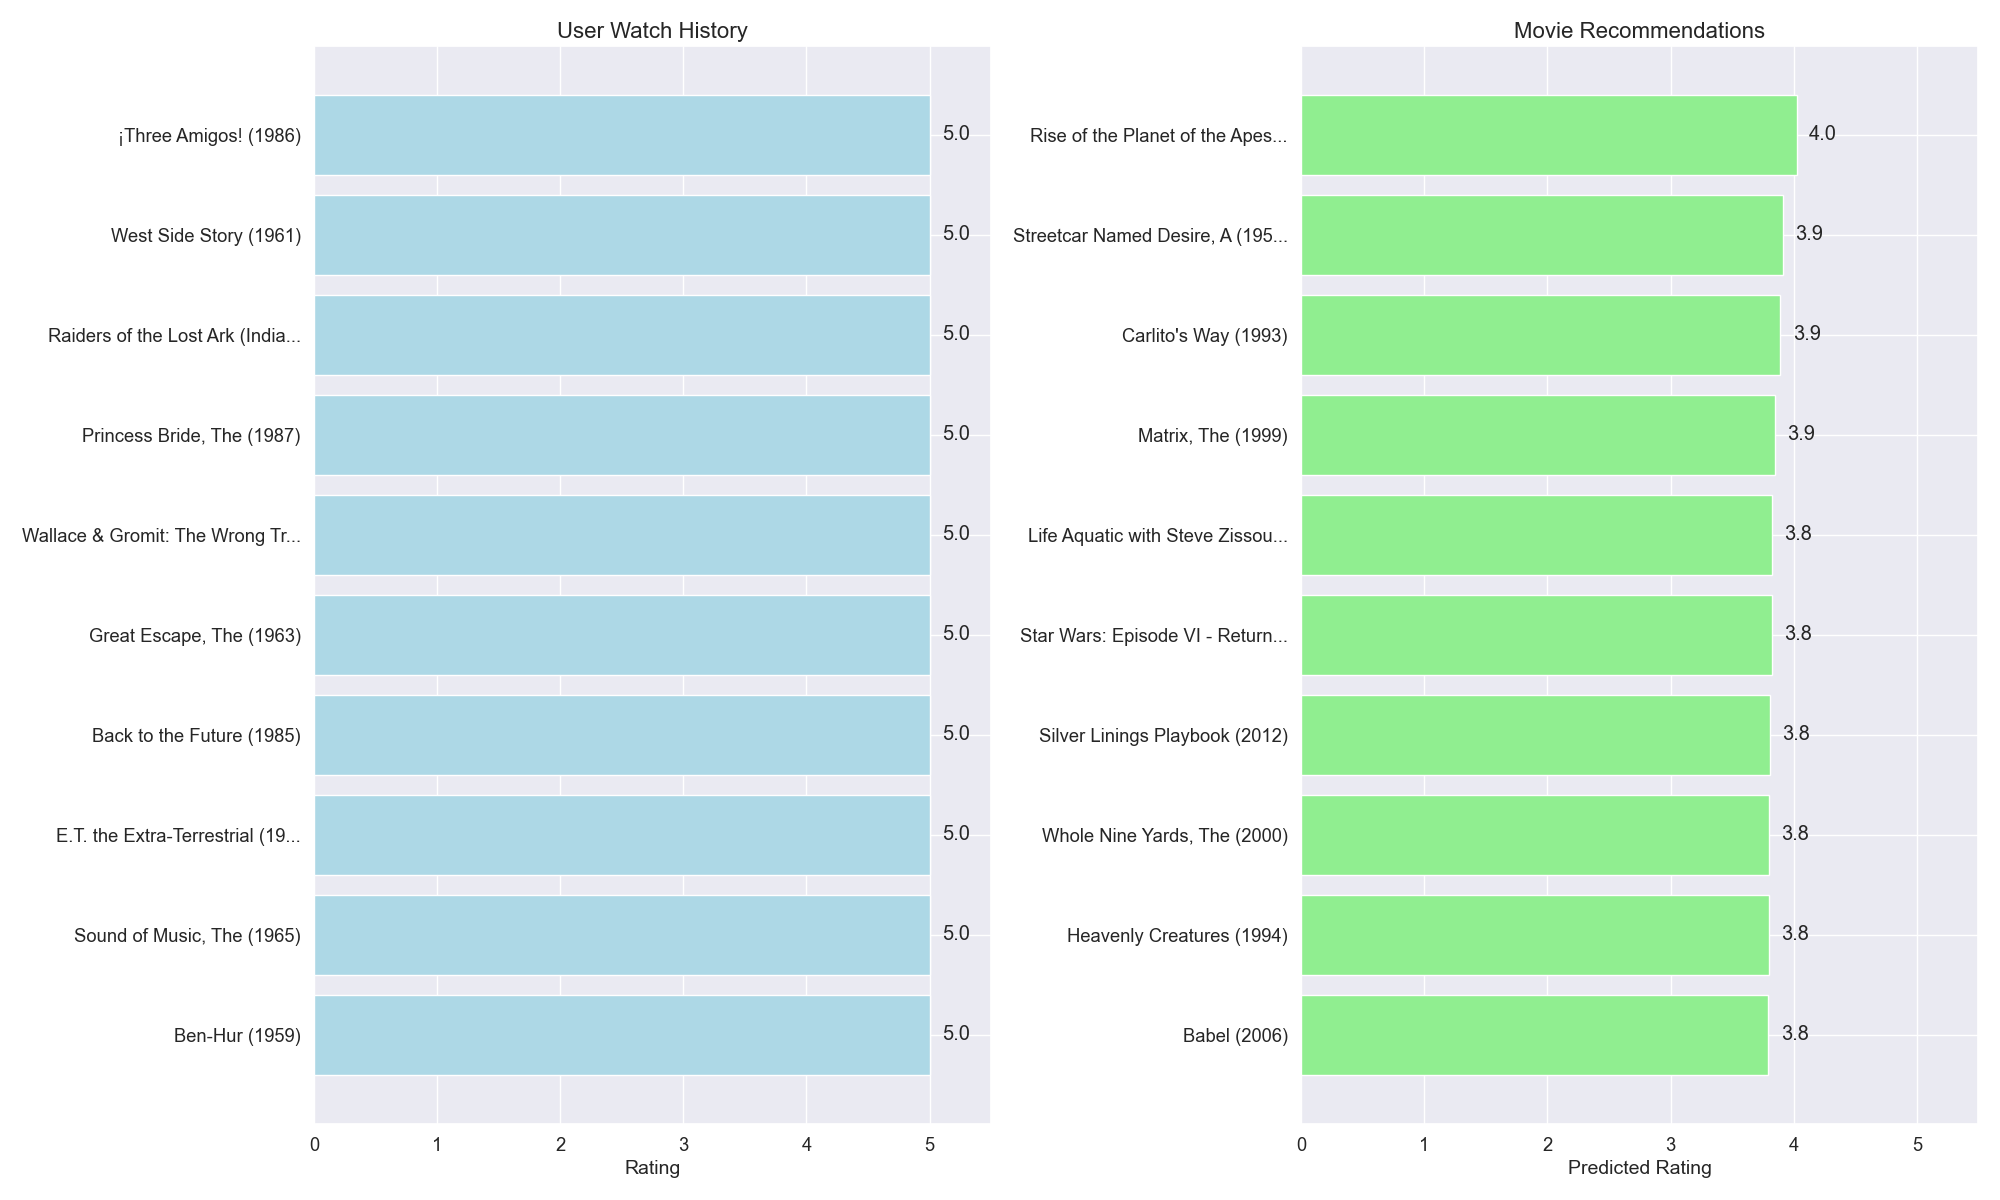 User Watch History
¡Three Amigos! (1986)
5.0
West Side Story (1961)
5.0
Raiders of the Lost Ark (India...
5.0
Princess Bride, The (1987)
5.0
Wallace & Gromit: The Wrong Tr...
5.0
Great Escape, The (1963)
5.0
Back to the Future (1985)
5.0
E.T. the Extra-Terrestrial (19...
5.0
Sound of Music, The (1965)
5.0
Ben-Hur (1959)
5.0
0 1 2 3 4 5
Rating
Movie Recommendations
Rise of the Planet of the Apes...
4.0
Streetcar Named Desire, A (195...
3.9
Carlito's Way (1993)
3.9
Matrix, The (1999)
3.9
Life Aquatic with Steve Zissou...
3.8
Star Wars: Episode VI - Return...
3.8
Silver Linings Playbook (2012)
3.8
Whole Nine Yards, The (2000)
3.8
Heavenly Creatures (1994)
3.8
Babel (2006)
3.8
0 1 2 3 4 5
Predicted Rating